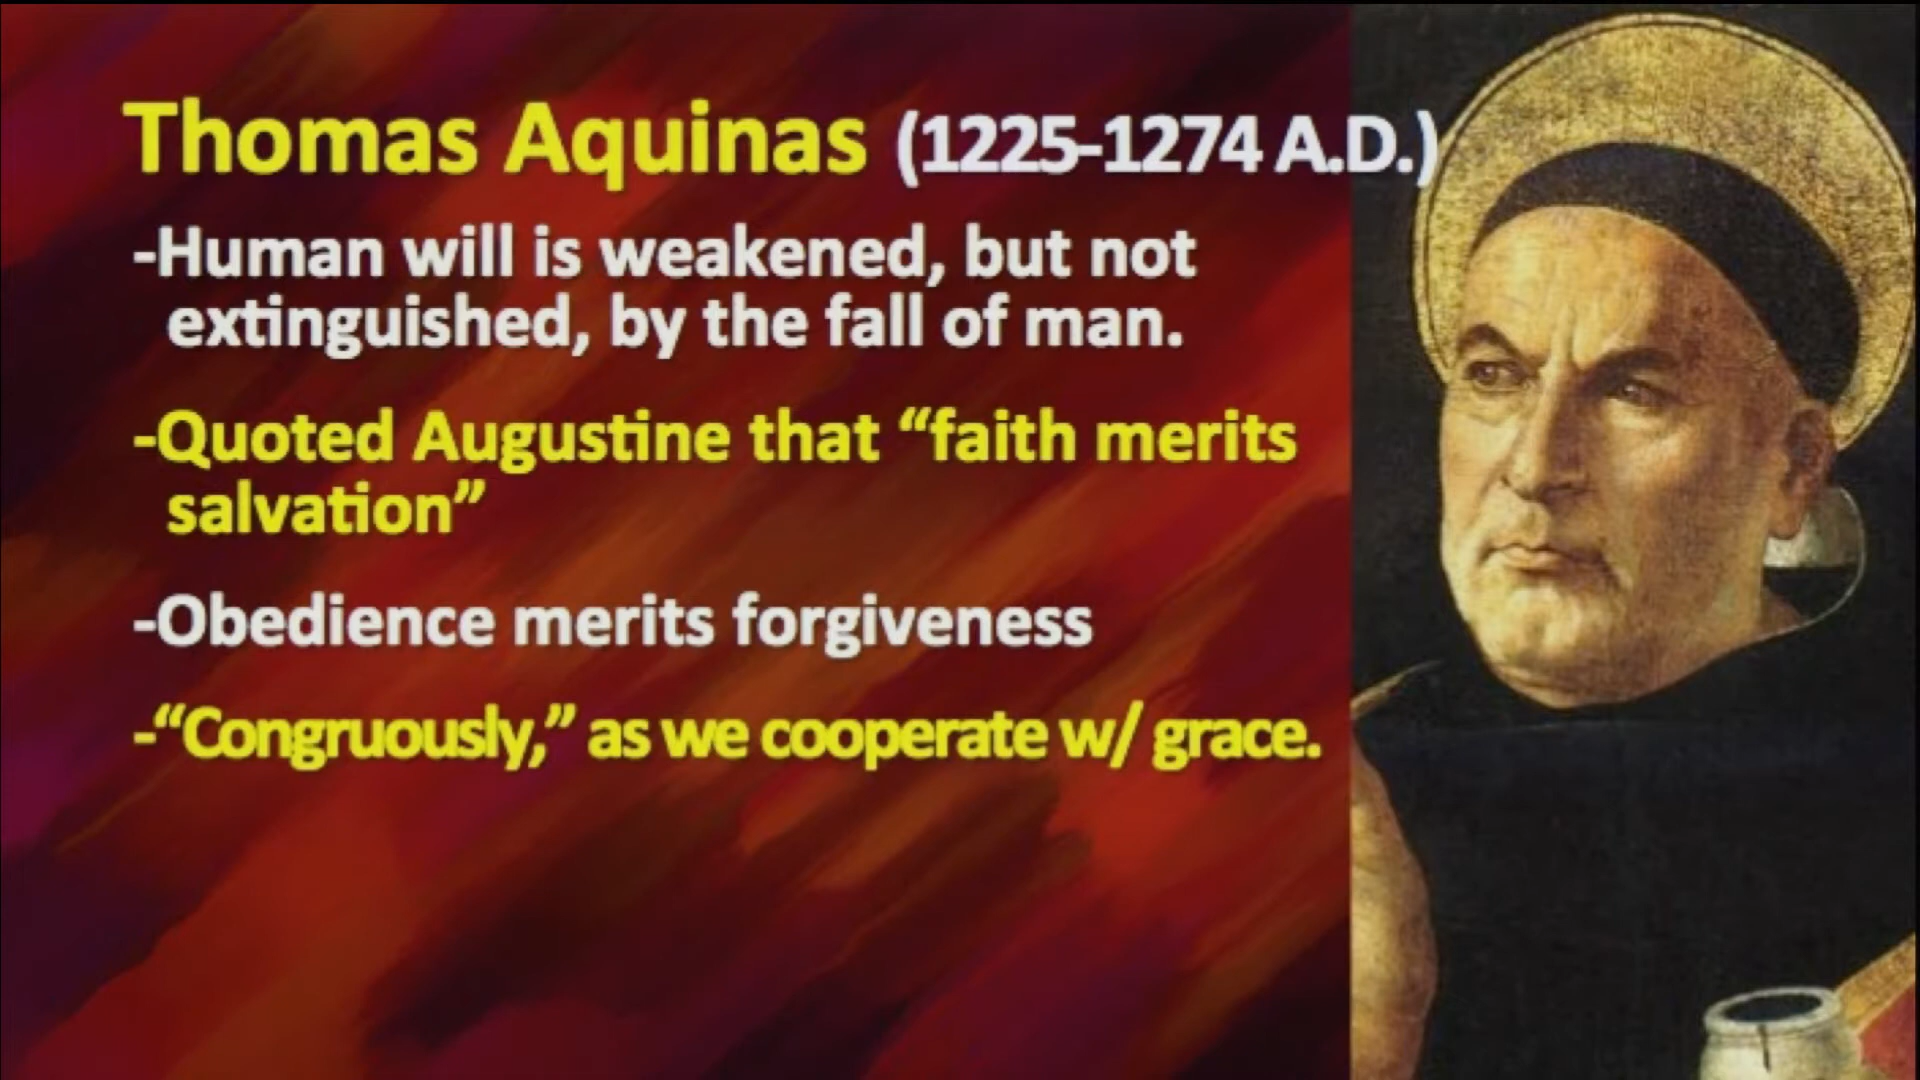 Thomas Aquinas (1225-1274 A.D.)
-Human will is weakened, but not
extinguished, by the fall of man.
-Quoted Augustine that “faith merits
salvation”
-Obedience merits forgiveness
-“Congruously,” as we cooperate w/ grace.